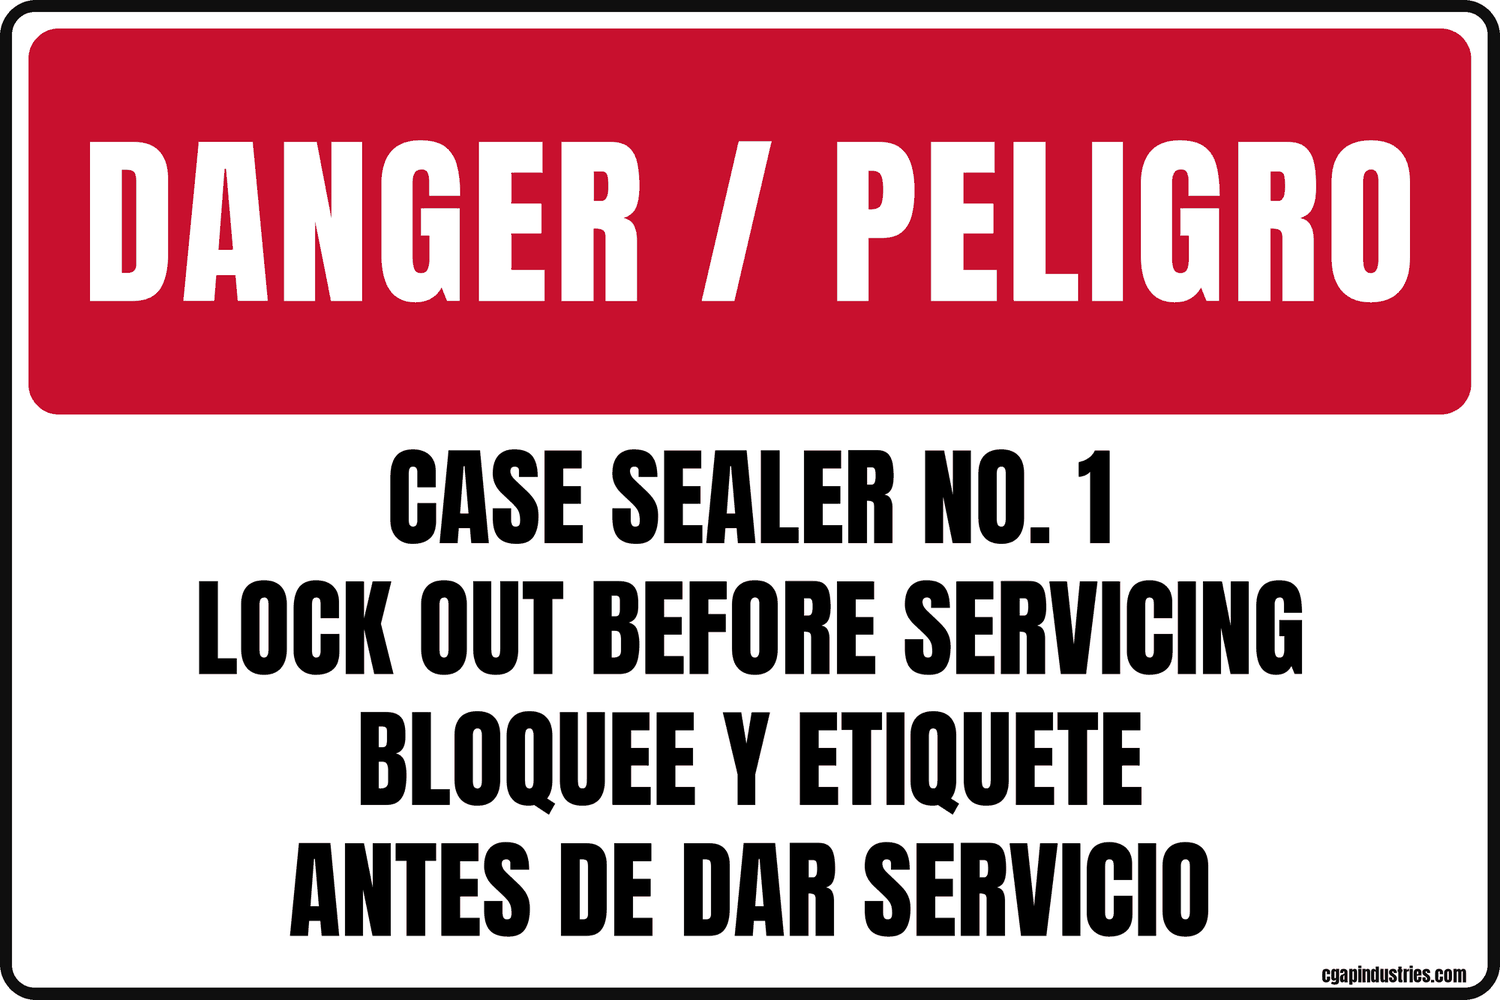 DANGER / PELIGRO
CASE SEALER NO. 1
LOCK OUT BEFORE SERVICING
BLOQUEE Y ETIQUETE
ANTES DE DAR SERVICIO
cgapindustries.com